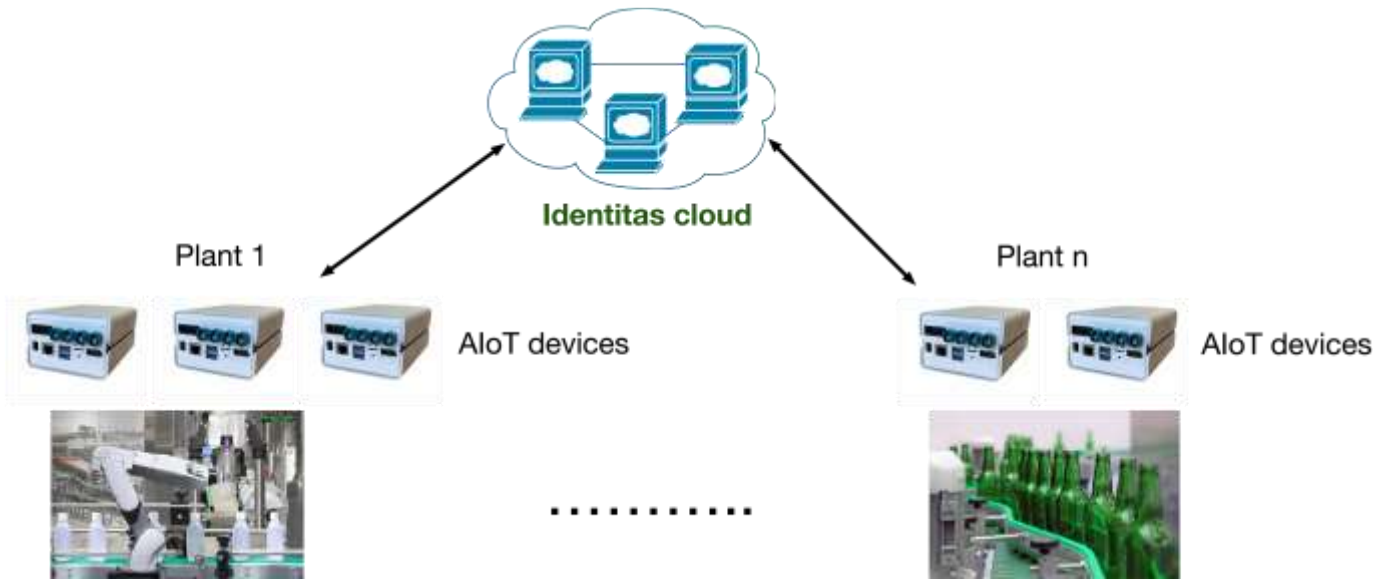 Identitas cloud
Plant 1
Plant n
AIoT devices
AIoT devices